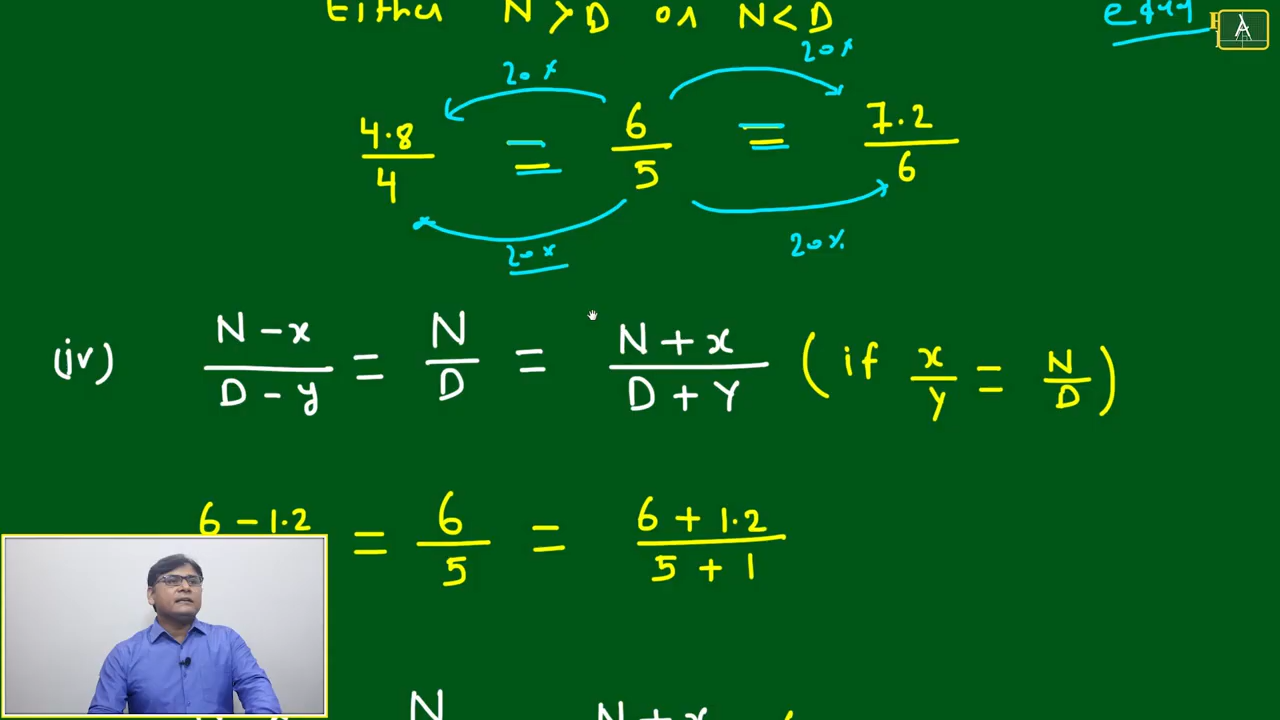 Either N > D or N < D
20% 20%
4.8/4 = 6/5 = 7.2/6
20% 20%
(iv) N - x / D - y = N / D = N + x / D + Y (if x/y = N/D)
6 - 1.2 = 6/5 = 6 + 1.2 / 5 + 1
N N + x